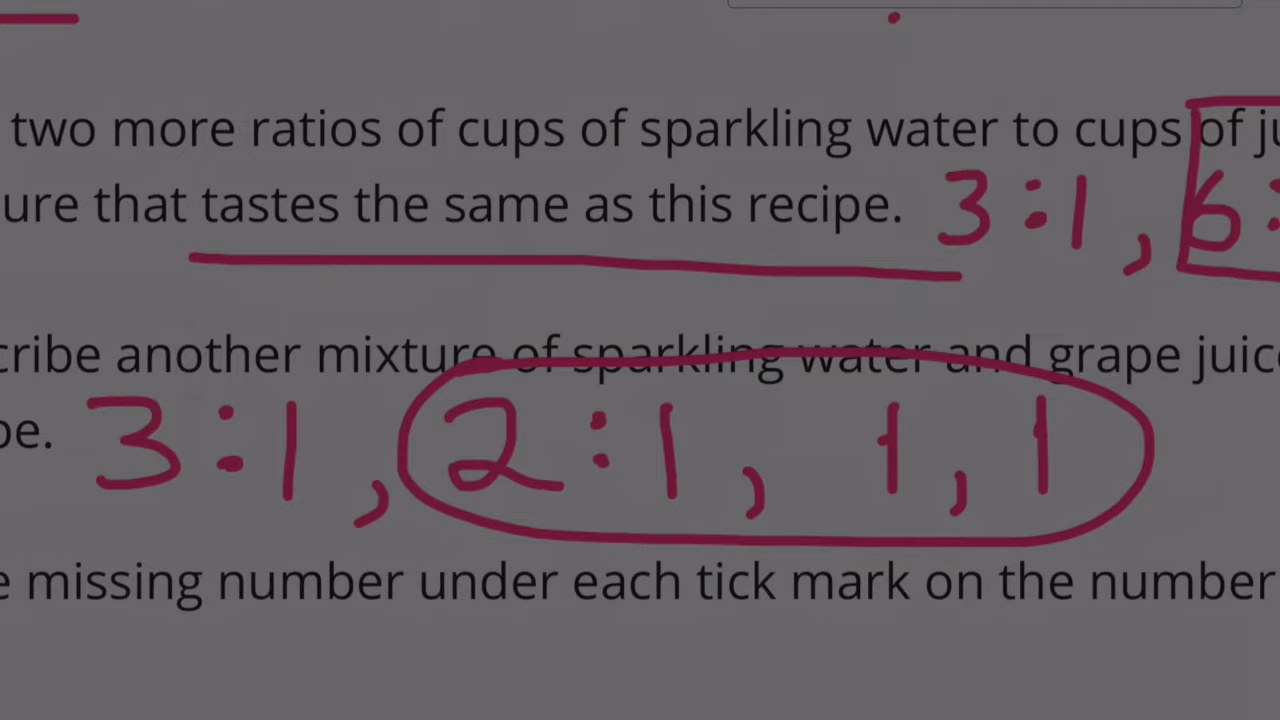 two more ratios of cups of sparkling water to cups of
ure that tastes the same as this recipe. 3:1, 6:
cribe another mixture of sparkling water and grape juic
pe. 3:1, 2:1, 1,1
e missing number under each tick mark on the number